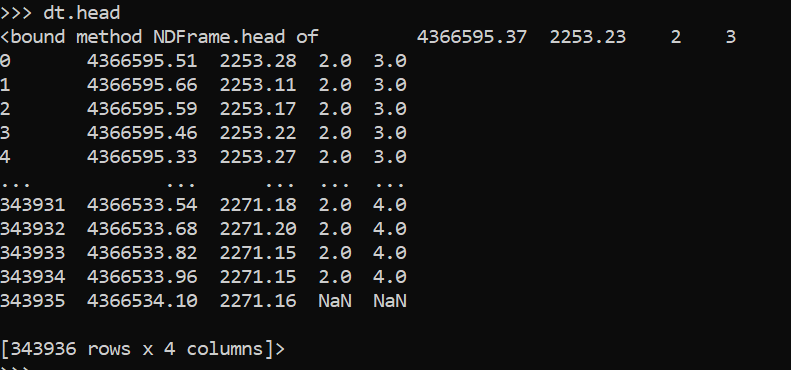 >>> dt.head
<bound method NDFrame.head of         4366595.37  2253.23    2    3
0       4366595.51  2253.28  2.0  3.0
1       4366595.66  2253.11  2.0  3.0
2       4366595.59  2253.17  2.0  3.0
3       4366595.46  2253.22  2.0  3.0
4       4366595.33  2253.27  2.0  3.0
...            ...      ...  ...  ...
343931  4366533.54  2271.18  2.0  4.0
343932  4366533.68  2271.20  2.0  4.0
343933  4366533.82  2271.15  2.0  4.0
343934  4366533.96  2271.15  2.0  4.0
343935  4366534.10  2271.16  NaN  NaN
[343936 rows x 4 columns]>
>>>